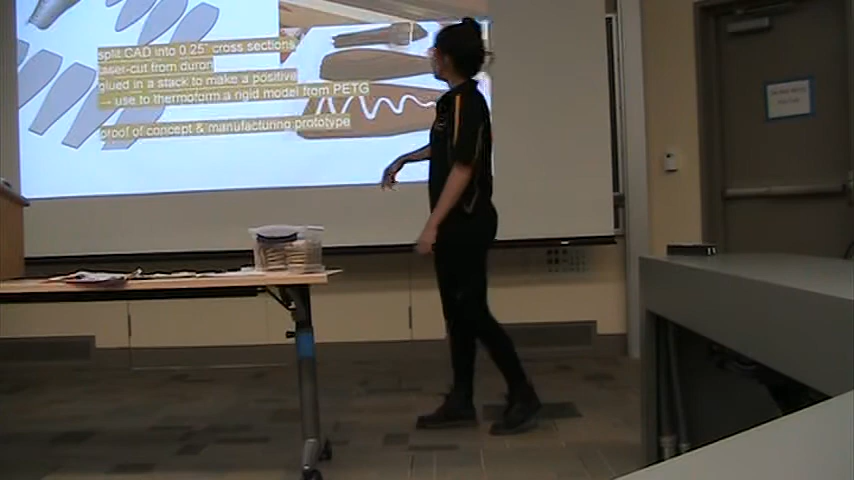 split CAD into 0.25" cross sections
laser-cut from duron
glued in a stack to make a positive
→ use to thermoform a rigid model from PETG
proof of concept & manufacturing prototype